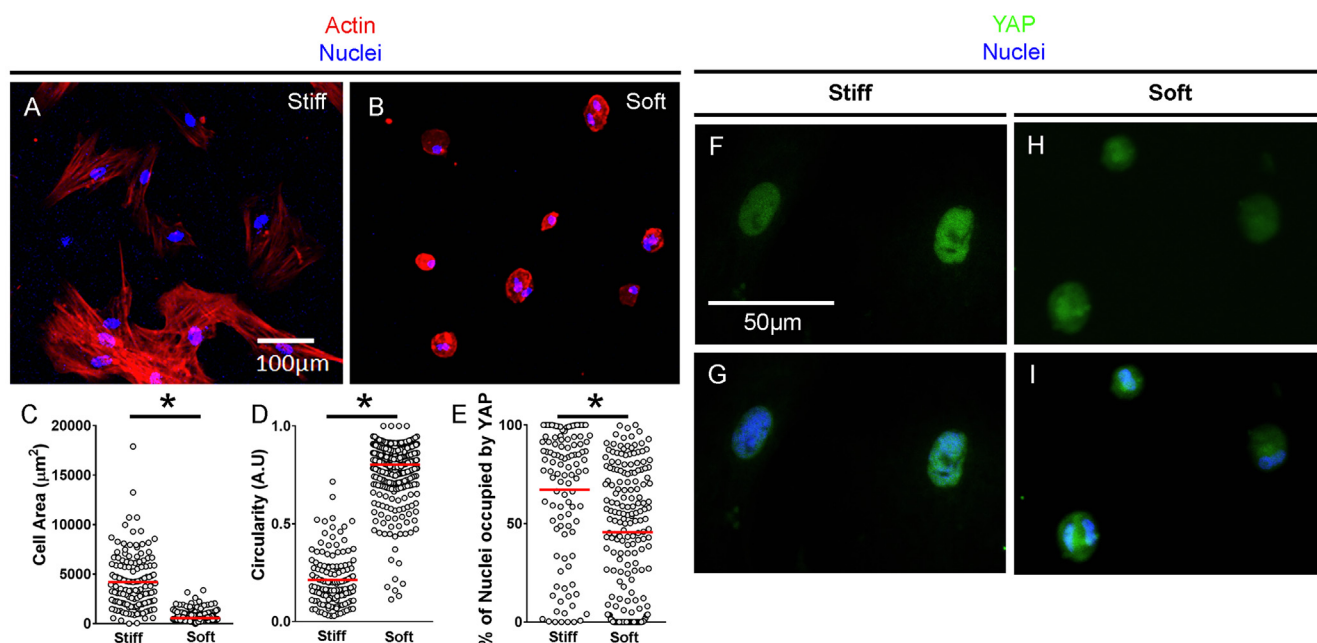 Actin
Nuclei
YAP
Nuclei
Stiff
Soft
A
Stiff
B
Soft
100μm
F
H
50μm
G
I
C
*
Cell Area (μm²)
20000
15000
10000
5000
0
Stiff
Soft
D
*
Circularity (A.U)
1.0
0.5
0.0
Stiff
Soft
E
*
% of Nuclei occupied by YAP
100
50
0
Stiff
Soft